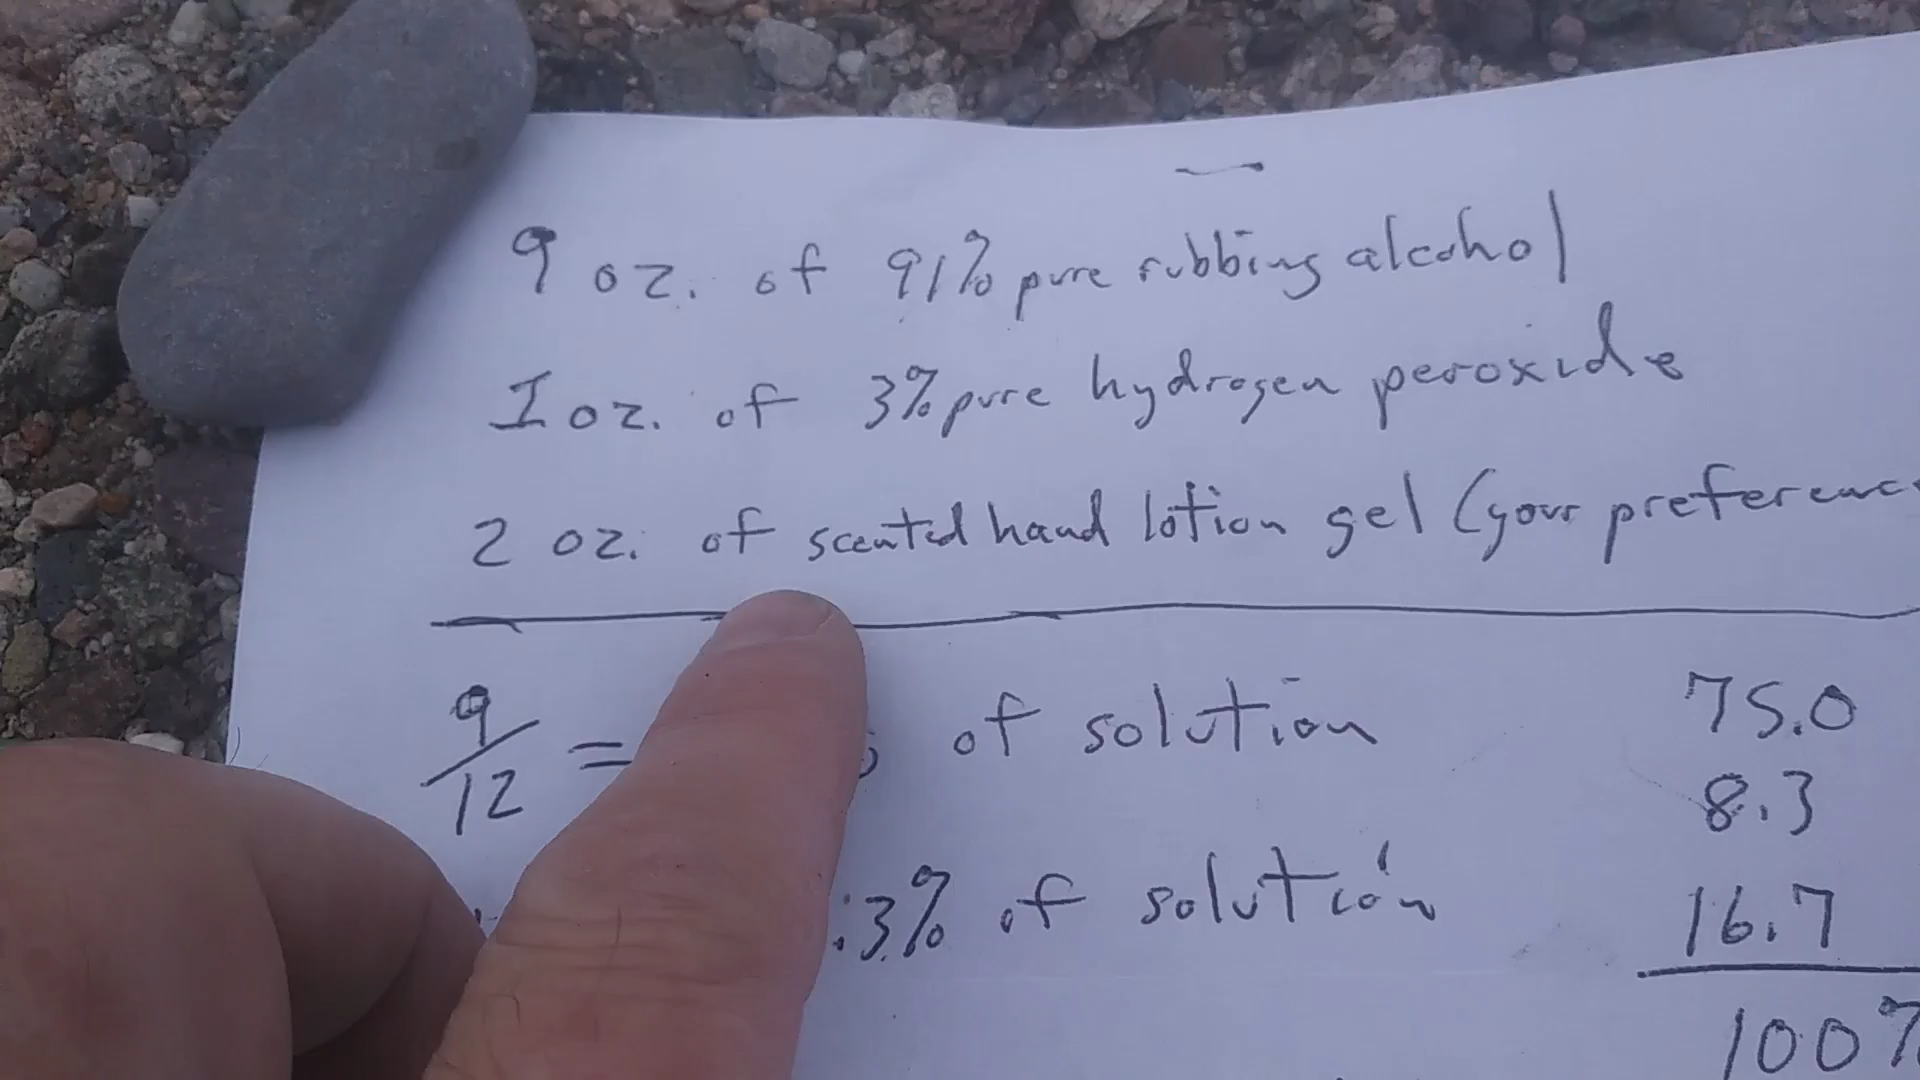 9 oz. of 91% pure rubbing alcohol
1 oz. of 3% pure hydrogen peroxide
2 oz. of scented hand lotion gel (your preferenc
9/12 = of solution
75.0
8.3
.3% of solution
16.7
100%